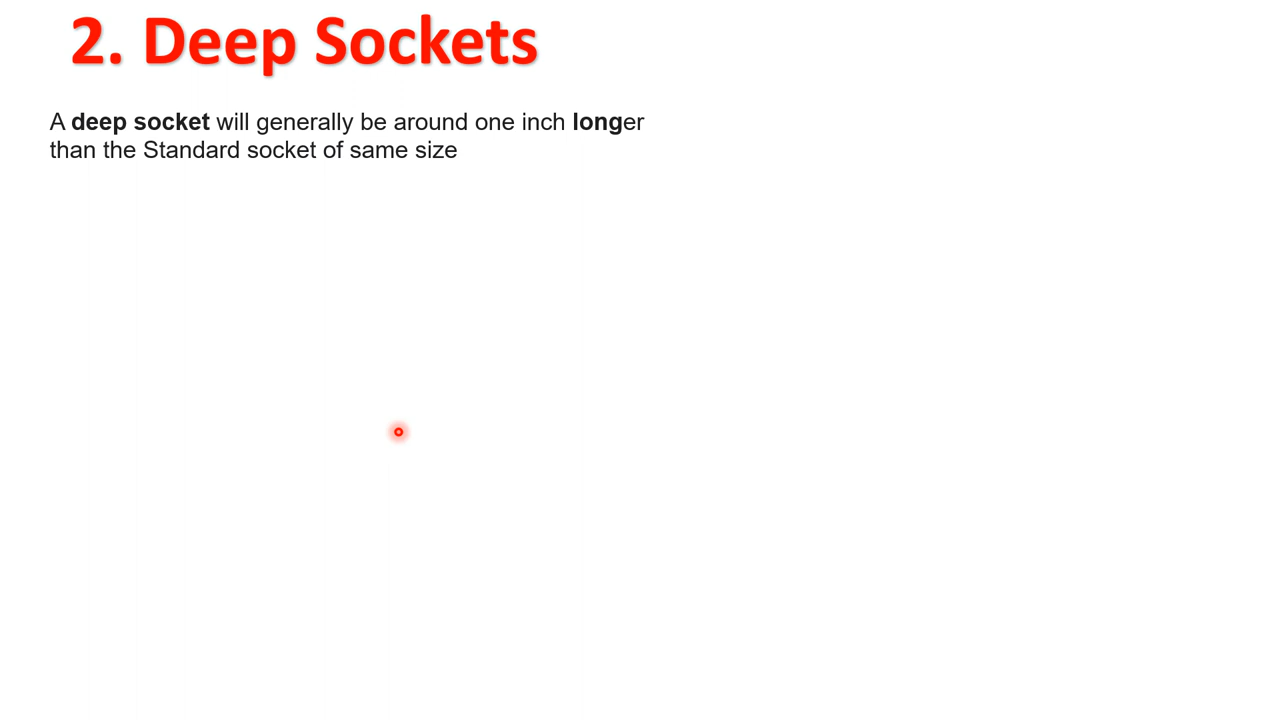 2. Deep Sockets
A deep socket will generally be around one inch longer
than the Standard socket of same size